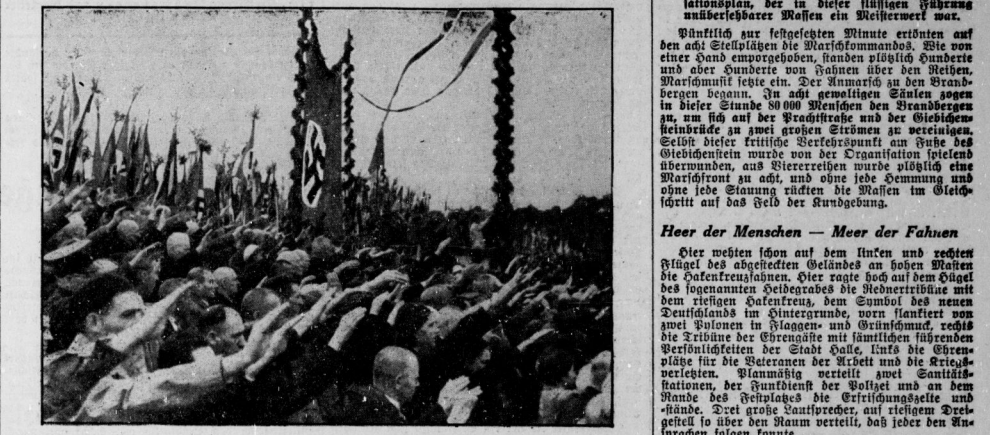 sationsplan, der in dieser flüssigen Führung
unübersehbarer Massen ein Meisterwerk war.
Pünktlich zur festgesetzten Minute ertönten auf
den acht Stellplätzen die Marschkommandos. Wie von
einer Hand emporgehoben, standen plötzlich Hunderte
und aber Hunderte von Fahnen über den Reihen,
Marschmusik setzte ein. Der Anmarsch zu den Brand-
bergen begann. In acht gewaltigen Säulen zogen
in dieser Stunde 80 000 Menschen den Brandbergen
zu, um sich auf der Prachtstraße und der Giebichen-
steinbrücke zu zwei großen Strömen zu vereinigen.
Selbst dieser kritische Verkehrspunkt am Fuße des
Giebichenstein wurde von der Organisation spielend
überwunden, aus Viererreihen wurde plötzlich eine
Marschfront zu acht, und ohne jede Hemmung und
ohne jede Stauung rückten die Massen im Gleich-
schritt auf das Feld der Kundgebung.
Heer der Menschen — Meer der Fahnen
Hier wehten schon auf dem linken und rechten
Flügel des abgesteckten Geländes an hohen Masten
die Hakenkreuzfahnen. Hier ragte hoch auf dem Hügel
des sogenannten Heidegrabes die Rednertribüne mit
dem riesigen Hakenkreuz, dem Symbol des neuen
Deutschlands im Hintergrunde, vorn flankiert von
zwei Pylonen in Flaggen- und Grünschmuck, rechts
die Tribüne der Ehrengäste mit sämtlichen führenden
Persönlichkeiten der Stadt Halle, links die Ehren-
plätze für die Veteranen der Arbeit und die Kriegs-
verletzten. Planmäßig verteilt zwei Sanitäts-
stationen, der Funkdienst der Polizei und an dem
Rande des Festplatzes die Erfrischungszelte und
-stände. Drei große Lautsprecher, auf riesigem Drei-
gestell so über den Raum verteilt, daß jeder den An-
sprachen folgen konnte.